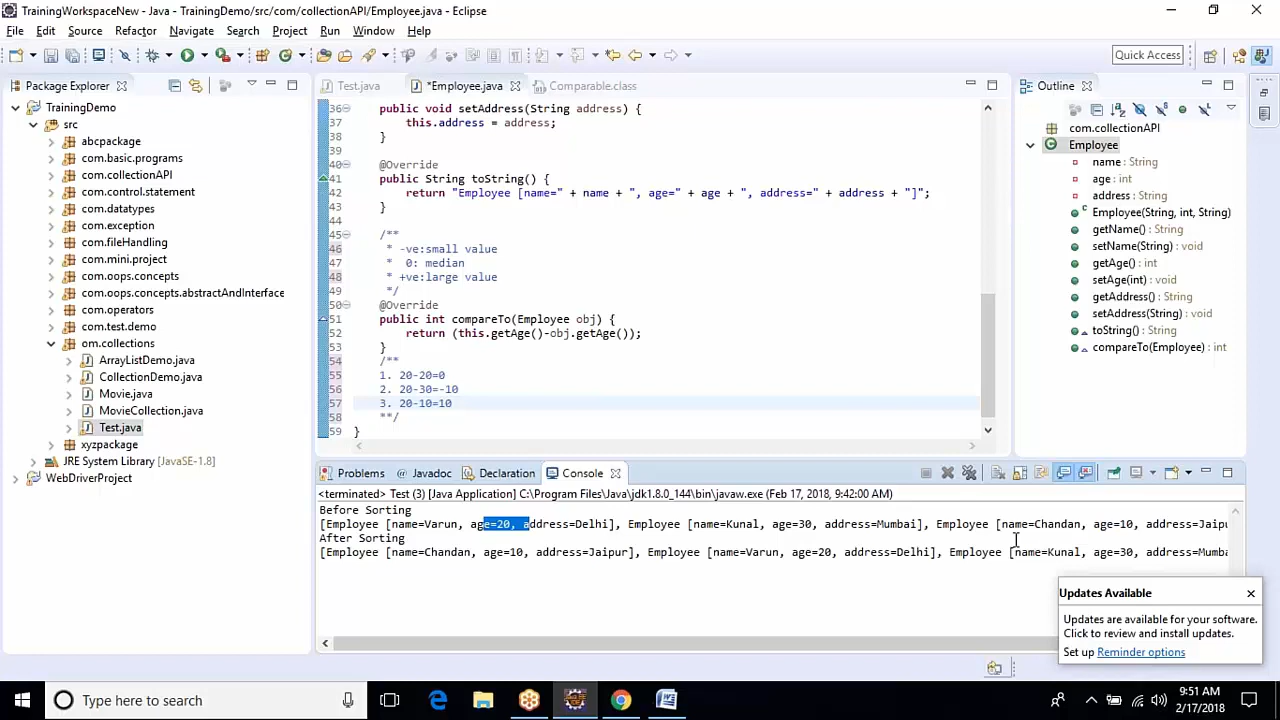 TrainingWorkspaceNew - Java - TrainingDemo/src/com/collectionAPI/Employee.java - Eclipse
File Edit Source Refactor Navigate Search Project Run Window Help
Quick Access
Package Explorer
TrainingDemo
src
abcpackage
com.basic.programs
com.collectionAPI
com.control.statement
com.datatypes
com.exception
com.fileHandling
com.mini.project
com.oops.concepts
com.oops.concepts.abstractAndInterface
com.operators
com.test.demo
om.collections
ArrayListDemo.java
CollectionDemo.java
Movie.java
MovieCollection.java
Test.java
xyzpackage
JRE System Library [JavaSE-1.8]
WebDriverProject
Test.java *Employee.java Comparable.class
36 public void setAddress(String address) {
37 this.address = address;
38 }
39
40 @Override
41 public String toString() {
42 return "Employee [name=" + name + ", age=" + age + ", address=" + address + "]";
43 }
44
45 /**
46 * -ve:small value
47 * 0: median
48 * +ve:large value
49 */
50 @Override
51 public int compareTo(Employee obj) {
52 return (this.getAge()-obj.getAge());
53 }
54 /**
55 1. 20-20=0
56 2. 20-30=-10
57 3. 20-10=10
58 **/
59 }
Outline
com.collectionAPI
Employee
name : String
age : int
address : String
Employee(String, int, String)
getName() : String
setName(String) : void
getAge() : int
setAge(int) : void
getAddress() : String
setAddress(String) : void
toString() : String
compareTo(Employee) : int
Problems @ Javadoc Declaration Console
<terminated> Test (3) [Java Application] C:\Program Files\Java\jdk1.8.0_144\bin\javaw.exe (Feb 17, 2018, 9:42:00 AM)
Before Sorting
[Employee [name=Varun, age=20, address=Delhi], Employee [name=Kunal, age=30, address=Mumbai], Employee [name=Chandan, age=10, address=Jaipu
After Sorting
[Employee [name=Chandan, age=10, address=Jaipur], Employee [name=Varun, age=20, address=Delhi], Employee [name=Kunal, age=30, address=Mumba
Updates Available
Updates are available for your software.
Click to review and install updates.
Set up Reminder options
Type here to search
9:51 AM
2/17/2018